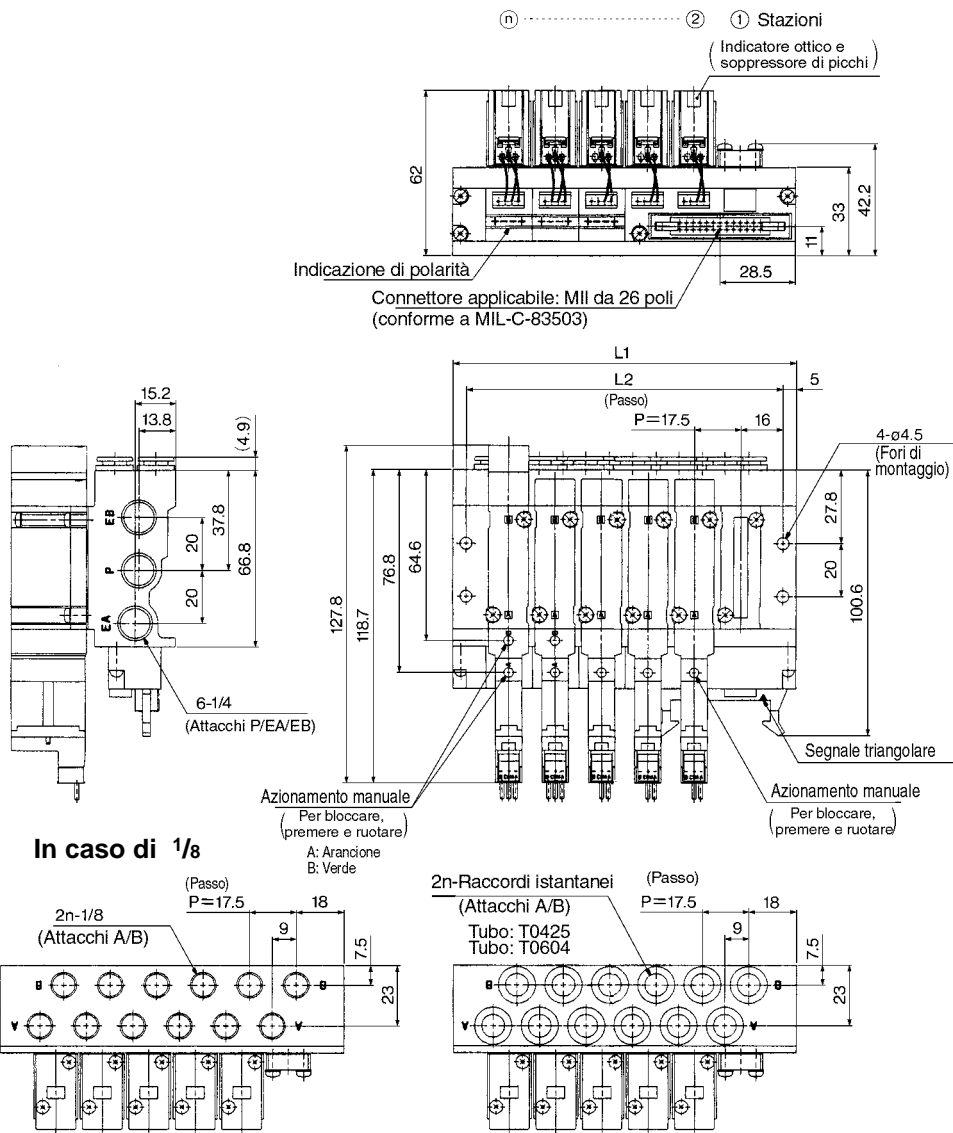 n 2 1 Stazioni
(Indicatore ottico e
soppressore di picchi)
62
33
42.2
11
28.5
Indicazione di polarità
Connettore applicabile: MIl da 26 poli
(conforme a MIL-C-83503)
L1
L2
(Passo)
5
P=17.5
16
15.2
13.8
(4.9)
4-ø4.5
(Fori di
montaggio)
EB
P
EA
20
20
37.8
66.8
127.8
118.7
76.8
64.6
27.8
20
100.6
6-1/4
(Attacchi P/EA/EB)
Segnale triangolare
Azionamento manuale
(Per bloccare,
premere e ruotare)
A: Arancione
B: Verde
Azionamento manuale
(Per bloccare,
premere e ruotare)
In caso di 1/8
(Passo)
P=17.5
18
2n-1/8
(Attacchi A/B)
9
7.5
23
B B
A A
2n-Raccordi istantanei
(Attacchi A/B)
Tubo: T0425
Tubo: T0604
(Passo)
P=17.5
18
9
7.5
23
B B
A A